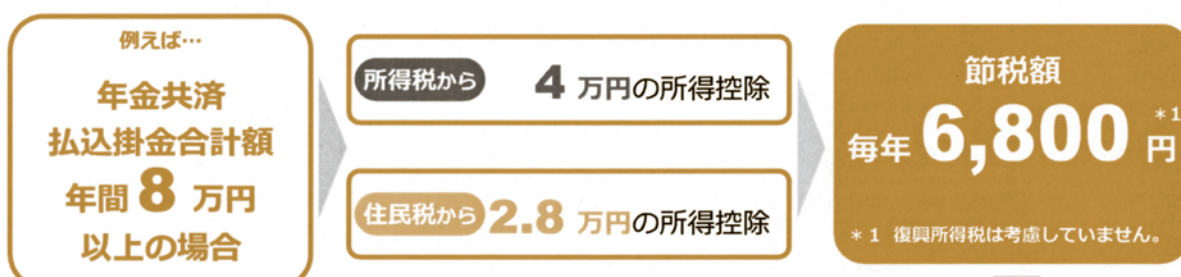 例えば…
年金共済
払込掛金合計額
年間 8 万円
以上の場合
所得税から 4 万円の所得控除
住民税から 2.8 万円の所得控除
節税額
毎年 6,800 円 *1
*1 復興所得税は考慮していません。